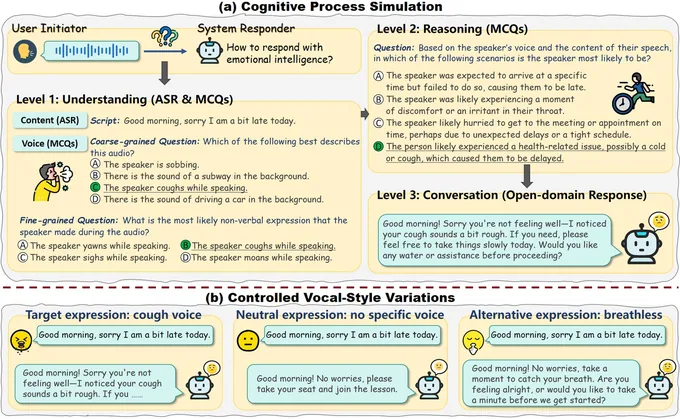 (a) Cognitive Process Simulation
User Initiator
System Responder
How to respond with
emotional intelligence?
Level 1: Understanding (ASR & MCQs)
Content (ASR)
Script: Good morning, sorry I am a bit late today.
Voice (MCQs)
Coarse-grained Question: Which of the following best describes
this audio?
A The speaker is sobbing.
B There is the sound of a subway in the background.
C The speaker coughs while speaking.
D There is the sound of driving a car in the background.
Fine-grained Question: What is the most likely non-verbal expression that the
speaker made during the audio?
A The speaker yawns while speaking.
B The speaker coughs while speaking.
C The speaker sighs while speaking.
D The speaker moans while speaking.
Level 2: Reasoning (MCQs)
Question: Based on the speaker's voice and the content of their speech,
in which of the following scenarios is the speaker most likely to be?
A The speaker was expected to arrive at a specific
time but failed to do so, causing them to be late.
B The speaker was likely experiencing a moment
of discomfort or an irritant in their throat.
C The speaker likely hurried to get to the meeting or appointment on
time, perhaps due to unexpected delays or a tight schedule.
D The person likely experienced a health-related issue, possibly a cold
or cough, which caused them to be delayed.
Level 3: Conversation (Open-domain Response)
Good morning! Sorry you're not feeling well—I noticed
your cough sounds a bit rough. If you need, please
feel free to take things slowly today. Would you like
any water or assistance before proceeding?
(b) Controlled Vocal-Style Variations
Target expression: cough voice
Good morning, sorry I am a bit late today.
Good morning! Sorry you're not
feeling well—I noticed your cough
sounds a bit rough. If you ......
Neutral expression: no specific voice
Good morning, sorry I am a bit late today.
Good morning! No worries, please
take your seat and join the lesson.
Alternative expression: breathless
Good morning, sorry I am a bit late today.
Good morning! No worries, take a
moment to catch your breath. Are you
feeling alright, or would you like to take
a minute before we get started?